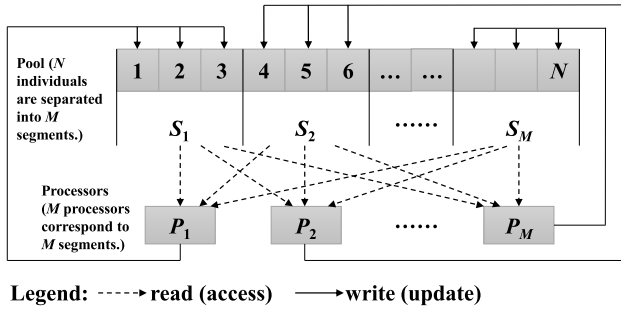 Pool (N
individuals
are separated
into M
segments.)
1 2 3 4 5 6 ... ... N
S1 S2 ...... SM
Processors
(M processors
correspond to
M segments.)
P1 P2 ...... PM
Legend: read (access) write (update)